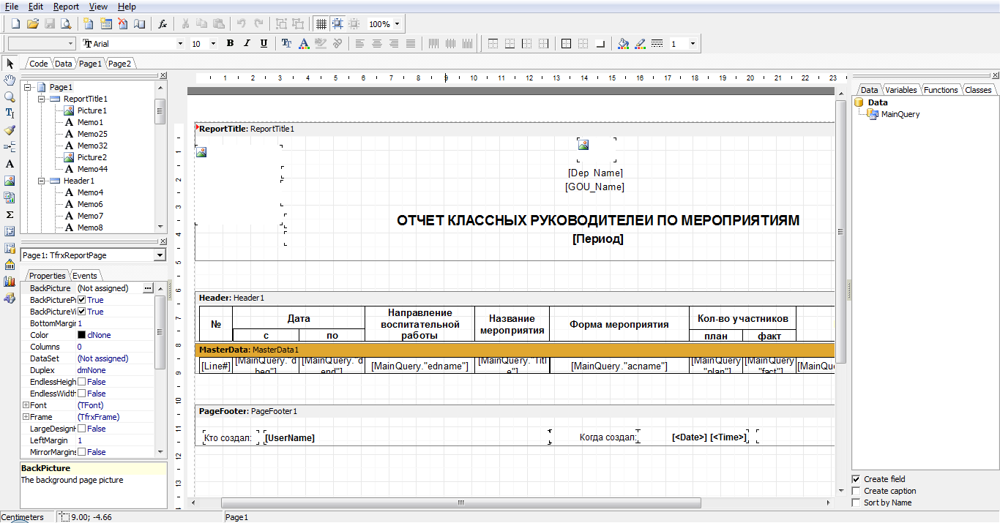 File Edit Report View Help
100%
Arial 10 B I U 1
Code Data Page1 Page2
Page1
ReportTitle1
Picture1
Memo1
Memo25
Memo32
Picture2
Memo44
Header1
Memo4
Memo6
Memo7
Memo8
Page1: TfrxReportPage
Properties Events
BackPicture (Not assigned)
BackPicturePr True
BackPictureVi True
BottomMargin 1
Color clNone
Columns 0
DataSet (Not assigned)
Duplex dmNone
EndlessHeigh False
EndlessWidth False
Font (TFont)
Frame (TfrxFrame)
LargeDesignH False
LeftMargin 1
MirrorMargins False
BackPicture
The background page picture
1 2 3 4 5 6 7 8 9 10 11 12 13 14 15 16 17 18 19 20 21 22 23
1
2
3
4
5
6
7
8
9
10
11
12
13
ReportTitle: ReportTitle1
[Dep_Name]
[GOU_Name]
ОТЧЕТ КЛАССНЫХ РУКОВОДИТЕЛЕЙ ПО МЕРОПРИЯТИЯМ
[Период]
Header: Header1
№
Дата
с по
Направление
воспитательной
работы
Название
мероприятия
Форма мероприятия
Кол-во участников
план факт
MasterData: MasterData1
[Line#]
[MainQuery."d
beg"]
[MainQuery."d
end"]
[MainQuery."edname"]
[MainQuery."Titl
e"]
[MainQuery."acname"]
[MainQuery
."plan"]
[MainQuery
."fact"]
[MainQue
PageFooter: PageFooter1
Кто создал: [UserName] Когда создал: [<Date>] [<Time>]
Data Variables Functions Classes
Data
MainQuery
Create field
Create caption
Sort by Name
Centimeters 9.00; -4.66 Page1